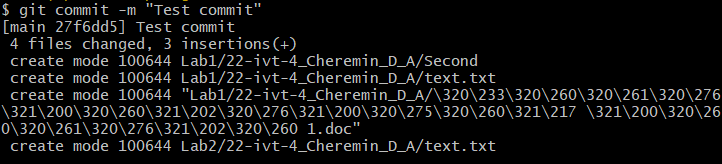 $ git commit -m "Test commit"
[main 27f6dd5] Test commit
 4 files changed, 3 insertions(+)
 create mode 100644 Lab1/22-ivt-4_Cheremin_D_A/Second
 create mode 100644 Lab1/22-ivt-4_Cheremin_D_A/text.txt
 create mode 100644 "Lab1/22-ivt-4_Cheremin_D_A/\320\233\320\260\320\261\320\276
\321\200\320\260\321\202\320\276\321\200\320\275\320\260\321\217 \321\200\320\26
0\320\261\320\276\321\202\320\260 1.doc"
 create mode 100644 Lab2/22-ivt-4_Cheremin_D_A/text.txt